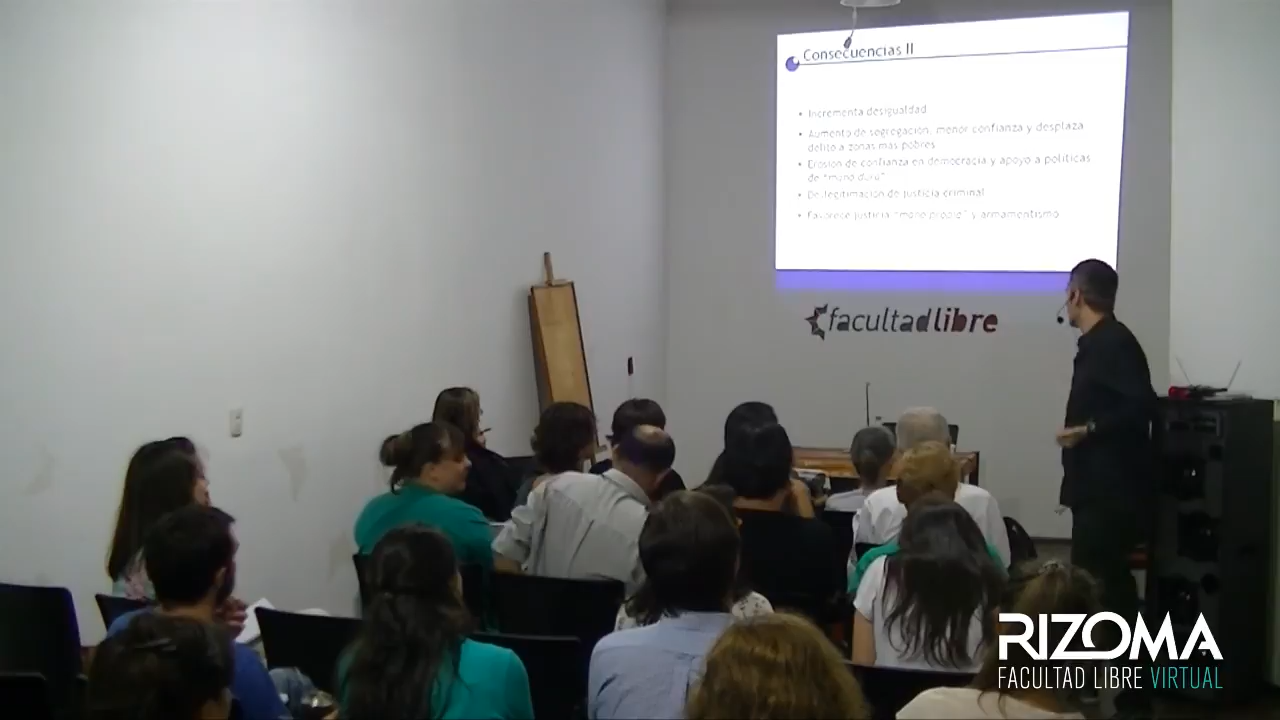 Consecuencias II
• Incrementa desigualdad
• Aumento de segregación, menor confianza y desplaza
delito a zonas más pobres
• Erosión de confianza en democracia y apoyo a políticas
de "mano dura"
• Deslegitimación de justicia criminal
• Favorece justicia "mano propia" y armamentismo
facultadlibre
RIZOMA
FACULTAD LIBRE VIRTUAL